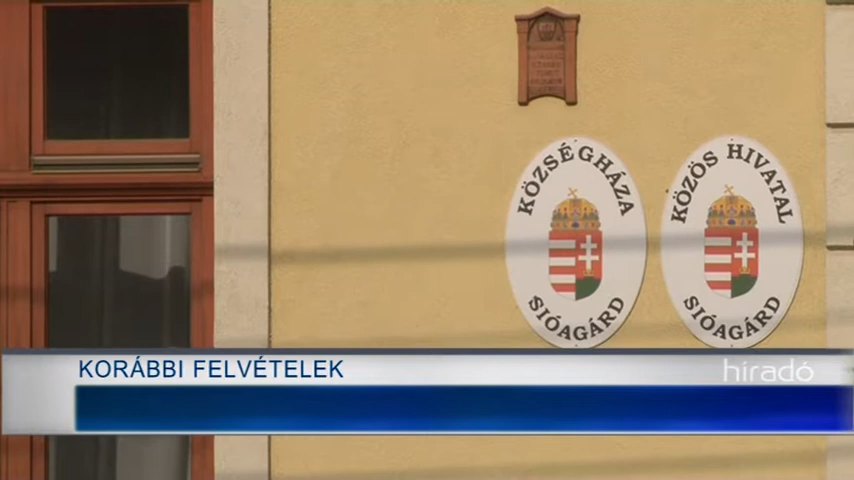 KÖZSÉGHÁZA
SIÓAGÁRD
KÖZÖS HIVATAL
SIÓAGÁRD
KORÁBBI FELVÉTELEK
híradó